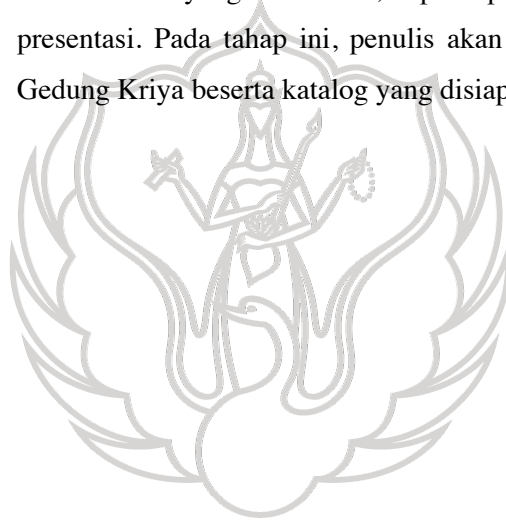 presentasi. Pada tahap ini, penulis akan
Gedung Kriya beserta katalog yang disiap